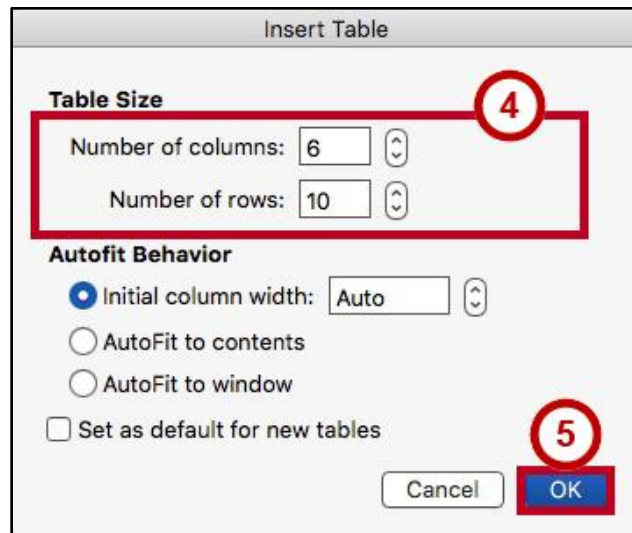 Insert Table
Table Size
4
Number of columns: 6
Number of rows: 10
Autofit Behavior
Initial column width: Auto
AutoFit to contents
AutoFit to window
Set as default for new tables
5
Cancel OK